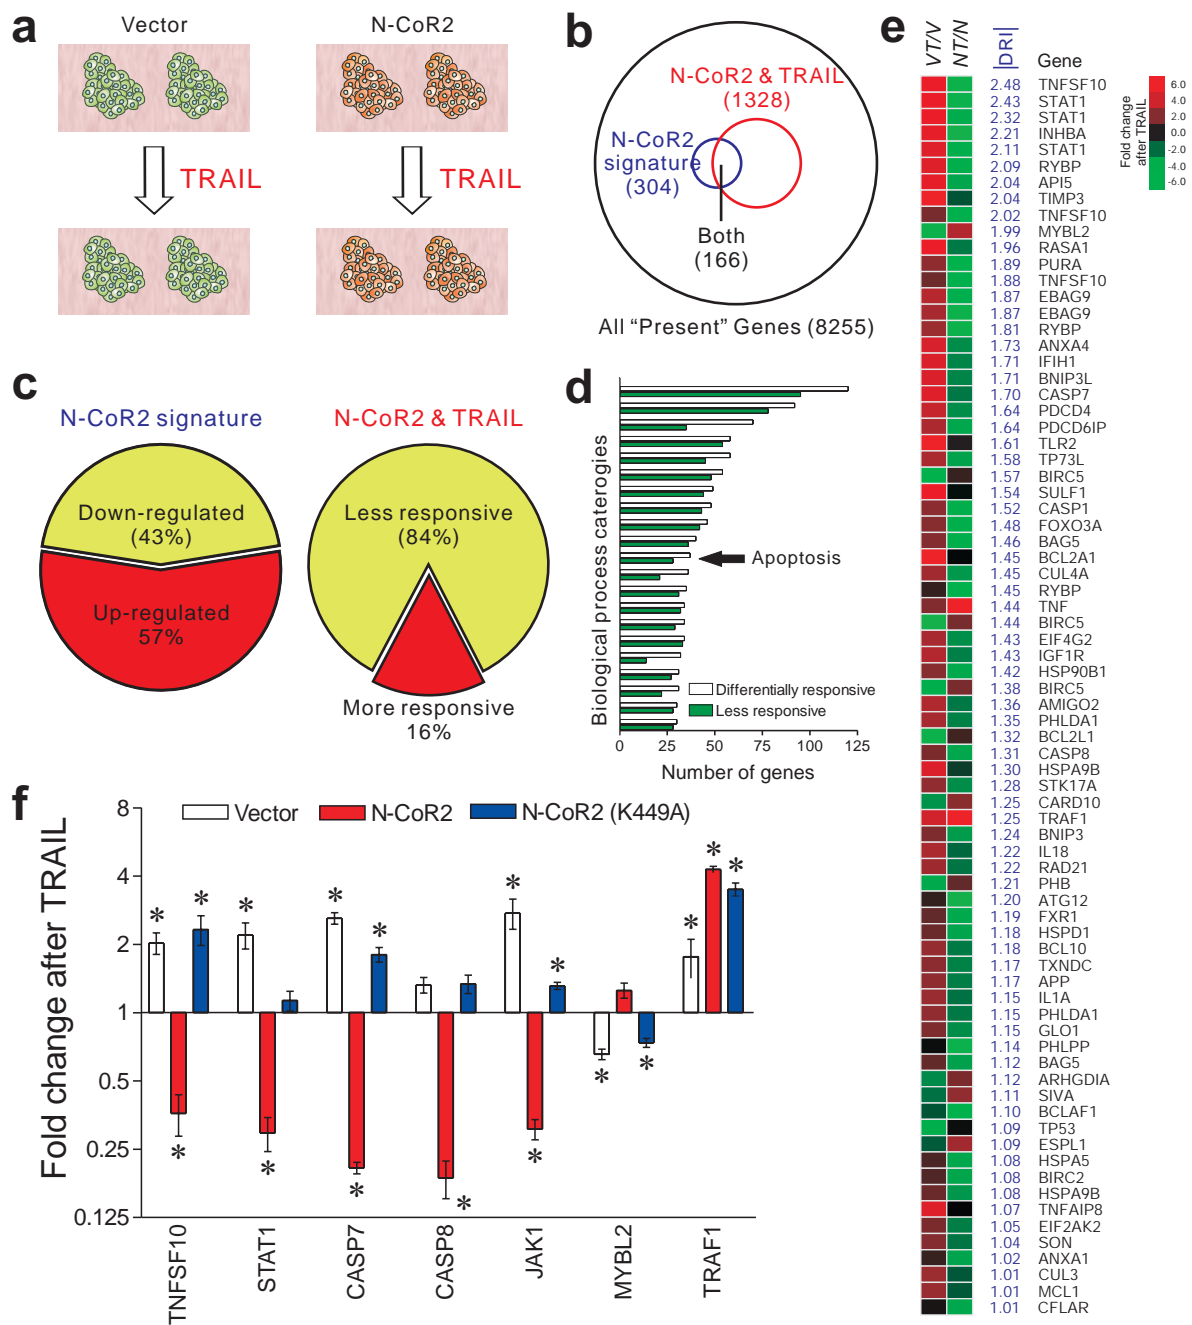 a
Vector
N-CoR2
TRAIL
TRAIL
b
N-CoR2 & TRAIL
(1328)
N-CoR2
signature
(304)
Both
(166)
All “Present” Genes (8255)
c
N-CoR2 signature
N-CoR2 & TRAIL
Down-regulated
(43%)
Up-regulated
57%
Less responsive
(84%)
More responsive
16%
d
Biological process caterogies
Apoptosis
Differentially responsive
Less responsive
0 25 50 75 100 125
Number of genes
e
VT/V NT/N |DRI| Gene
2.48 TNFSF10
2.43 STAT1
2.32 STAT1
2.21 INHBA
2.11 STAT1
2.09 RYBP
2.04 API5
2.04 TIMP3
2.02 TNFSF10
1.99 MYBL2
1.96 RASA1
1.89 PURA
1.88 TNFSF10
1.87 EBAG9
1.87 EBAG9
1.81 RYBP
1.73 ANXA4
1.71 IFIH1
1.71 BNIP3L
1.70 CASP7
1.64 PDCD4
1.64 PDCD6IP
1.61 TLR2
1.58 TP73L
1.57 BIRC5
1.54 SULF1
1.52 CASP1
1.48 FOXO3A
1.46 BAG5
1.45 BCL2A1
1.45 CUL4A
1.45 RYBP
1.44 TNF
1.44 BIRC5
1.43 EIF4G2
1.43 IGF1R
1.42 HSP90B1
1.38 BIRC5
1.36 AMIGO2
1.35 PHLDA1
1.32 BCL2L1
1.31 CASP8
1.30 HSPA9B
1.28 STK17A
1.25 CARD10
1.25 TRAF1
1.24 BNIP3
1.22 IL18
1.22 RAD21
1.21 PHB
1.20 ATG12
1.19 FXR1
1.18 HSPD1
1.18 BCL10
1.17 TXNDC
1.17 APP
1.15 IL1A
1.15 PHLDA1
1.15 GLO1
1.14 PHLPP
1.12 BAG5
1.12 ARHGDIA
1.11 SIVA
1.10 BCLAF1
1.09 TP53
1.09 ESPL1
1.08 HSPA5
1.08 BIRC2
1.08 HSPA9B
1.07 TNFAIP8
1.05 EIF2AK2
1.04 SON
1.02 ANXA1
1.01 CUL3
1.01 MCL1
1.01 CFLAR
Fold change
after TRAIL
6.0
4.0
2.0
0.0
-2.0
-4.0
-6.0
f
Vector N-CoR2 N-CoR2 (K449A)
Fold change after TRAIL
8
4
2
1
0.5
0.25
0.125
* * * * * * * * * * * *
* * * * * * *
TNFSF10
STAT1
CASP7
CASP8
JAK1
MYBL2
TRAF1